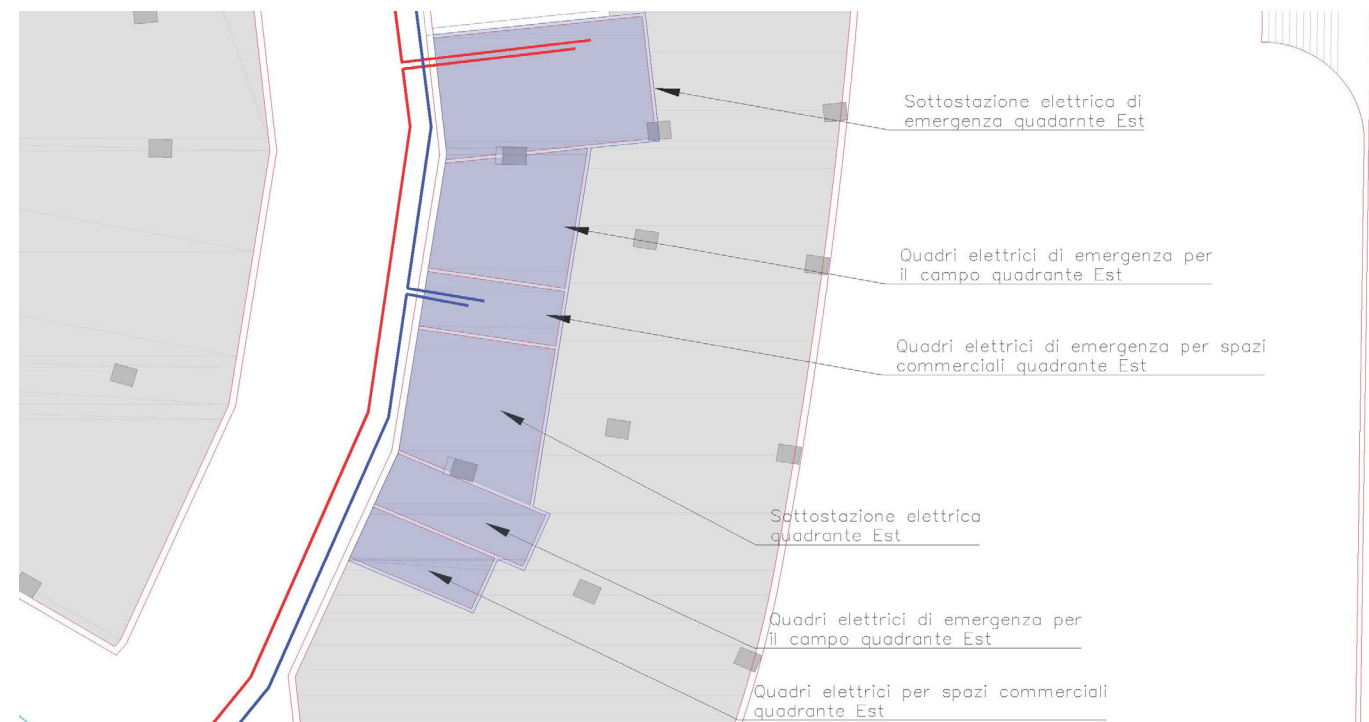 Sottostazione elettrica di
emergenza quadarnte Est
Quadri elettrici di emergenza per
il campo quadrante Est
Quadri elettrici di emergenza per spazi
commerciali quadrante Est
Sottostazione elettrica
quadrante Est
Quadri elettrici di emergenza per
il campo quadrante Est
Quadri elettrici per spazi commerciali
quadrante Est